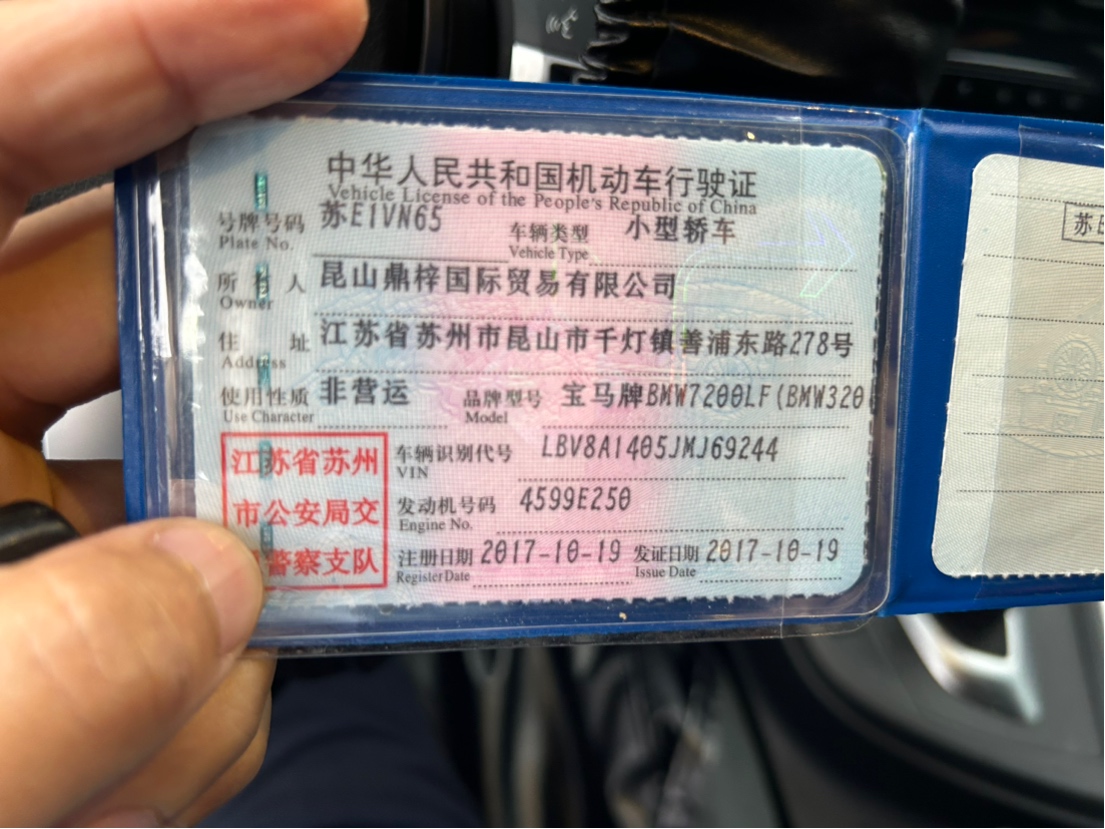 中华人民共和国机动车行驶证
Vehicle License of the People's Republic of China
号牌号码 苏E1VN65 车辆类型 小型轿车
Plate No. Vehicle Type
所有人 昆山鼎梓国际贸易有限公司
Owner
住址 江苏省苏州市昆山市千灯镇善浦东路278号
Address
使用性质 非营运 品牌型号 宝马牌BMW7200LF(BMW320
Use Character Model
江苏省苏州
市公安局交
警察支队
车辆识别代号 LBV8A1405JMJ69244
VIN
发动机号码 4599E250
Engine No.
注册日期 2017-10-19 发证日期 2017-10-19
Register Date Issue Date
苏E